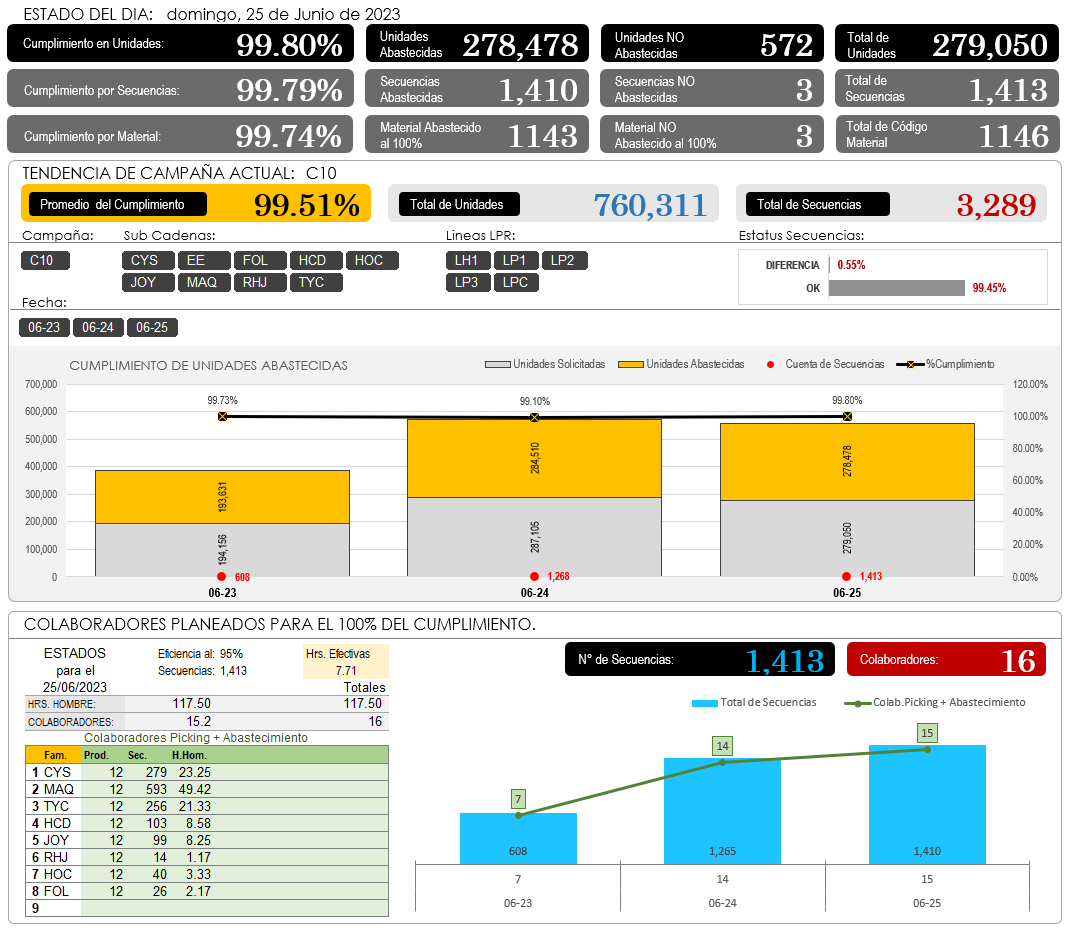 ESTADO DEL DIA: domingo, 25 de Junio de 2023
Cumplimiento en Unidades: 99.80%
Unidades Abastecidas 278,478
Unidades NO Abastecidas 572
Total de Unidades 279,050
Cumplimiento por Secuencias: 99.79%
Secuencias Abastecidas 1,410
Secuencias NO Abastecidas 3
Total de Secuencias 1,413
Cumplimiento por Material: 99.74%
Material Abastecido al 100% 1143
Material NO Abastecido al 100% 3
Total de Código Material 1146
TENDENCIA DE CAMPAÑA ACTUAL: C10
Promedio del Cumplimiento 99.51%
Total de Unidades 760,311
Total de Secuencias 3,289
Campaña: Sub Cadenas: Lineas LPR: Estatus Secuencias:
C10 CYS EE FOL HCD HOC LH1 LP1 LP2
JOY MAQ RHJ TYC LP3 LPC
DIFERENCIA 0.55%
OK 99.45%
Fecha:
06-23 06-24 06-25
CUMPLIMIENTO DE UNIDADES ABASTECIDAS
Unidades Solicitadas Unidades Abastecidas Cuenta de Secuencias %Cumplimiento
700,000 120.00%
600,000 100.00%
500,000 80.00%
400,000 60.00%
300,000 40.00%
200,000 20.00%
100,000 0.00%
0
99.73% 99.10% 99.80%
193,631 284,510 278,478
194,156 287,105 279,050
608 1,268 1,413
06-23 06-24 06-25
COLABORADORES PLANEADOS PARA EL 100% DEL CUMPLIMIENTO.
ESTADOS para el 25/06/2023
Eficiencia al: 95%
Secuencias: 1,413
Hrs. Efectivas
7.71
Totales
HRS. HOMBRE: 117.50 117.50
COLABORADORES: 15.2 16
Colaboradores Picking + Abastecimiento
Fam. Prod. Sec. H.Hom.
1 CYS 12 279 23.25
2 MAQ 12 593 49.42
3 TYC 12 256 21.33
4 HCD 12 103 8.58
5 JOY 12 99 8.25
6 RHJ 12 14 1.17
7 HOC 12 40 3.33
8 FOL 12 26 2.17
9
N° de Secuencias: 1,413
Colaboradores: 16
Total de Secuencias Colab.Picking + Abastecimiento
7 14 15
608 1,265 1,410
7 14 15
06-23 06-24 06-25